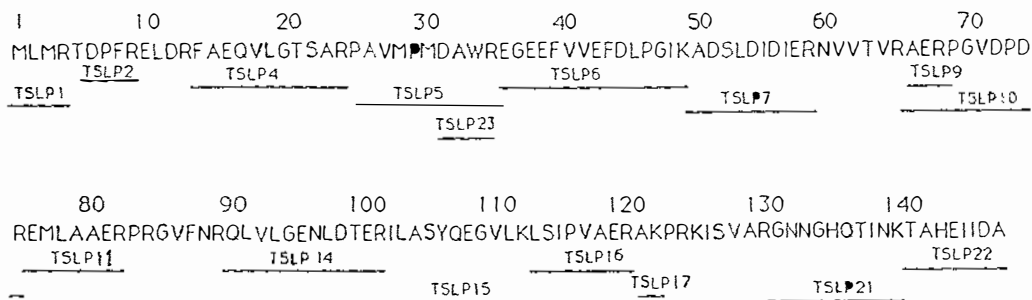 1 10 20 30 40 50 60 70
MLMRTDPFRELDRFAEQVLGTSARPAVMPMDAWREGEEFVVEFDLPGIKADSLDIDIERNVVTVRAERPGVDPD
TSLP2 TSLP4 TSLP6 TSLP9
TSLP1 TSLP5 TSLP7 TSLP10
TSLP23
80 90 100 110 120 130 140
REMLAAERPRGVFNRQLVLGENLDTERILASYQEGVLKLSIPVAERAKPRKISVARGNNGHQTINKTAHEIIDA
TSLP11 TSLP14 TSLP16 TSLP22
TSLP15 TSLP17 TSLP21